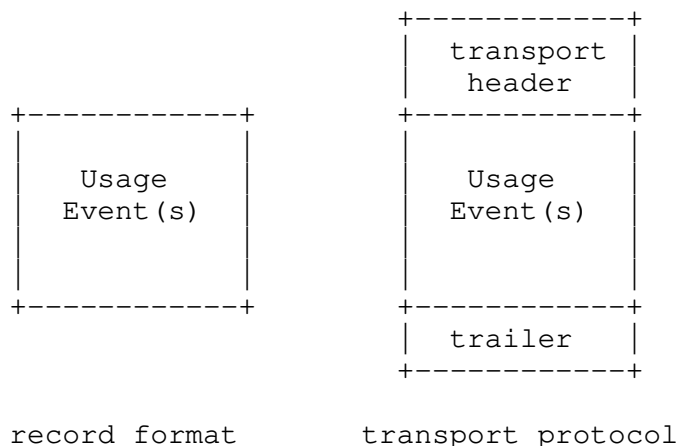 transport
header
Usage Usage
Event(s) Event(s)
trailer
record format transport protocol